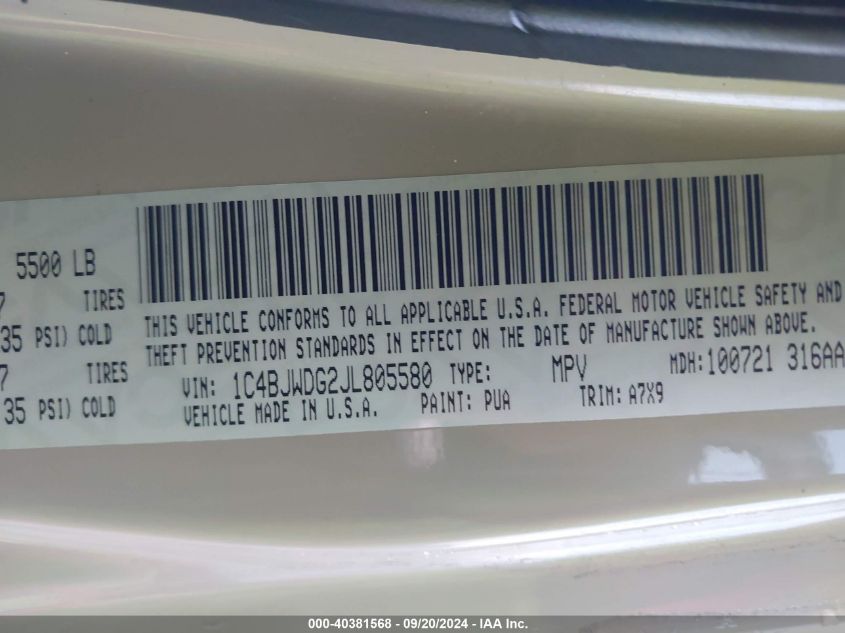 5500 LB
7 TIRES
35 PSI) COLD
7 TIRES
35 PSI) COLD
THIS VEHICLE CONFORMS TO ALL APPLICABLE U.S.A. FEDERAL MOTOR VEHICLE SAFETY AND
THEFT PREVENTION STANDARDS IN EFFECT ON THE DATE OF MANUFACTURE SHOWN ABOVE.
VIN: 1C4BJWDG2JL805580 TYPE: MPV MDH: 100721 316AA
VEHICLE MADE IN U.S.A. PAINT: PUA TRIM: A7X9
000-40381568 - 09/20/2024 - IAA Inc.